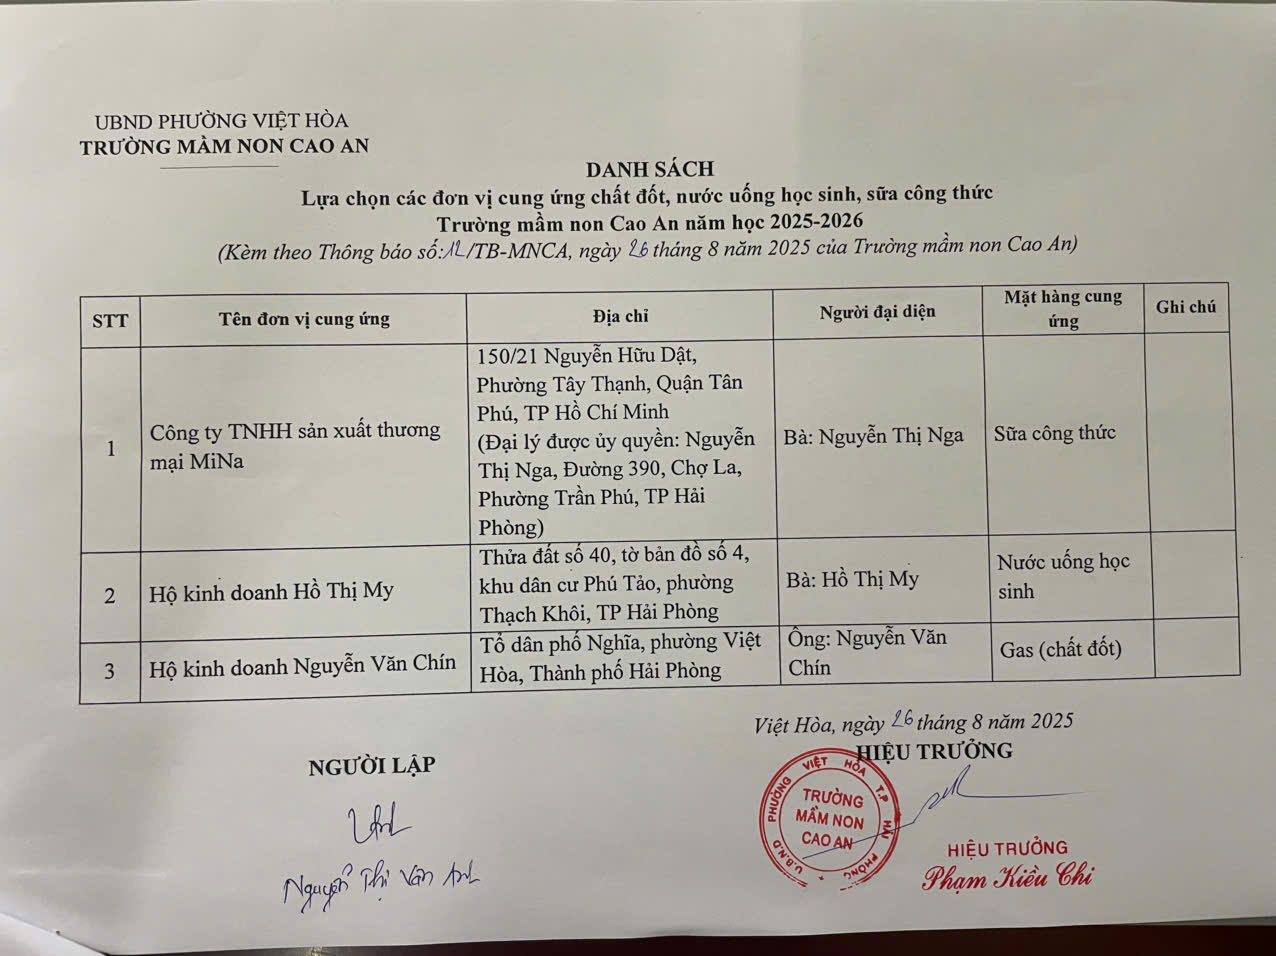 UBND PHƯỜNG VIỆT HÒA
TRƯỜNG MẦM NON CAO AN
DANH SÁCH
Lựa chọn các đơn vị cung ứng chất đốt, nước uống học sinh, sữa công thức
Trường mầm non Cao An năm học 2025-2026
(Kèm theo Thông báo số:12/TB-MNCA, ngày 26 tháng 8 năm 2025 của Trường mầm non Cao An)
STT
Tên đơn vị cung ứng
Địa chỉ
Người đại diện
Mặt hàng cung
ứng
Ghi chú
1
Công ty TNHH sản xuất thương
mại MiNa
150/21 Nguyễn Hữu Dật,
Phường Tây Thạnh, Quận Tân
Phú, TP Hồ Chí Minh
(Đại lý được ủy quyền: Nguyễn
Thị Nga, Đường 390, Chợ La,
Phường Trần Phú, TP Hải
Phòng)
Bà: Nguyễn Thị Nga
Sữa công thức
2
Hộ kinh doanh Hồ Thị My
Thửa đất số 40, tờ bản đồ số 4,
khu dân cư Phú Tảo, phường
Thạch Khôi, TP Hải Phòng
Bà: Hồ Thị My
Nước uống học
sinh
3
Hộ kinh doanh Nguyễn Văn Chín
Tổ dân phố Nghĩa, phường Việt
Hòa, Thành phố Hải Phòng
Ông: Nguyễn Văn
Chín
Gas (chất đốt)
Việt Hòa, ngày 26 tháng 8 năm 2025
NGƯỜI LẬP
HIỆU TRƯỞNG
U.B.N.D PHƯỜNG VIỆT HÒA T.P HẢI PHÒNG
TRƯỜNG
MẦM NON
CAO AN
HIỆU TRƯỞNG
Phạm Kiều Chi
Nguyễn Thị Vân Anh